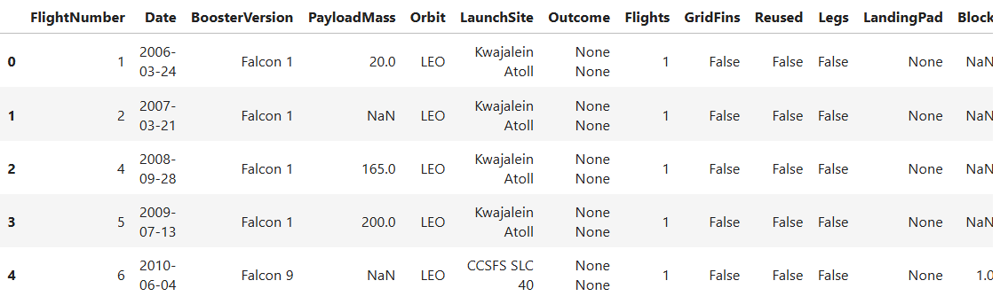 FlightNumber Date BoosterVersion PayloadMass Orbit LaunchSite Outcome Flights GridFins Reused Legs LandingPad Block
0 1 2006-03-24 Falcon 1 20.0 LEO Kwajalein Atoll None None 1 False False False None NaN
1 2 2007-03-21 Falcon 1 NaN LEO Kwajalein Atoll None None 1 False False False None NaN
2 4 2008-09-28 Falcon 1 165.0 LEO Kwajalein Atoll None None 1 False False False None NaN
3 5 2009-07-13 Falcon 1 200.0 LEO Kwajalein Atoll None None 1 False False False None NaN
4 6 2010-06-04 Falcon 9 NaN LEO CCSFS SLC 40 None None 1 False False False None 1.0